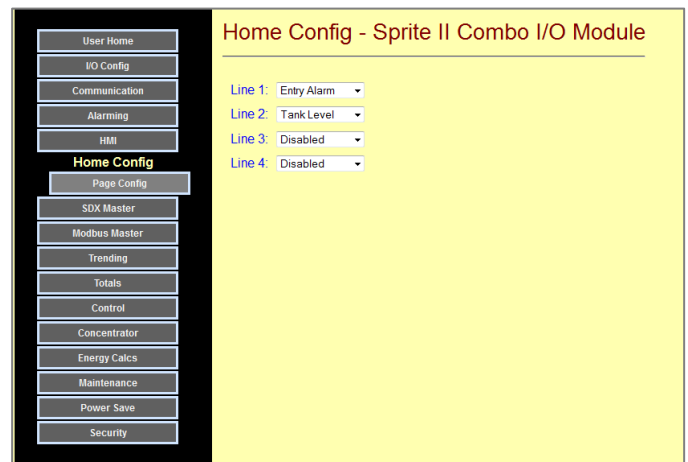 User Home
I/O Config
Communication
Alarming
HMI
Home Config
Page Config
SDX Master
Modbus Master
Trending
Totals
Control
Concentrator
Energy Calcs
Maintenance
Power Save
Security
Home Config - Sprite II Combo I/O Module
Line 1: Entry Alarm
Line 2: Tank Level
Line 3: Disabled
Line 4: Disabled